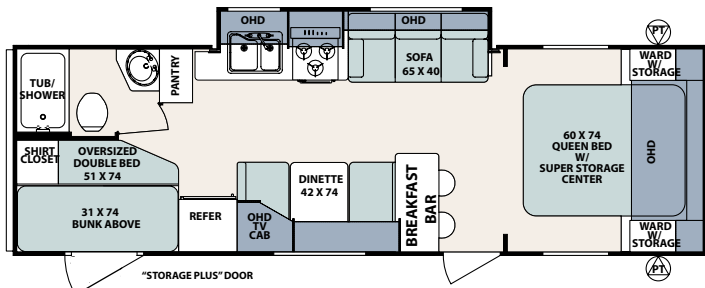 OHD
OHD
PT
TUB/
SHOWER
PANTRY
SOFA
65 X 40
WARD
W/
STORAGE
SHIRT
CLOSET
OVERSIZED
DOUBLE BED
51 X 74
60 X 74
QUEEN BED
W/
SUPER STORAGE
CENTER
OHD
DINETTE
42 X 74
BREAKFAST
BAR
31 X 74
BUNK ABOVE
REFER
OHD
TV
CAB
WARD
W/
STORAGE
"STORAGE PLUS" DOOR
PT